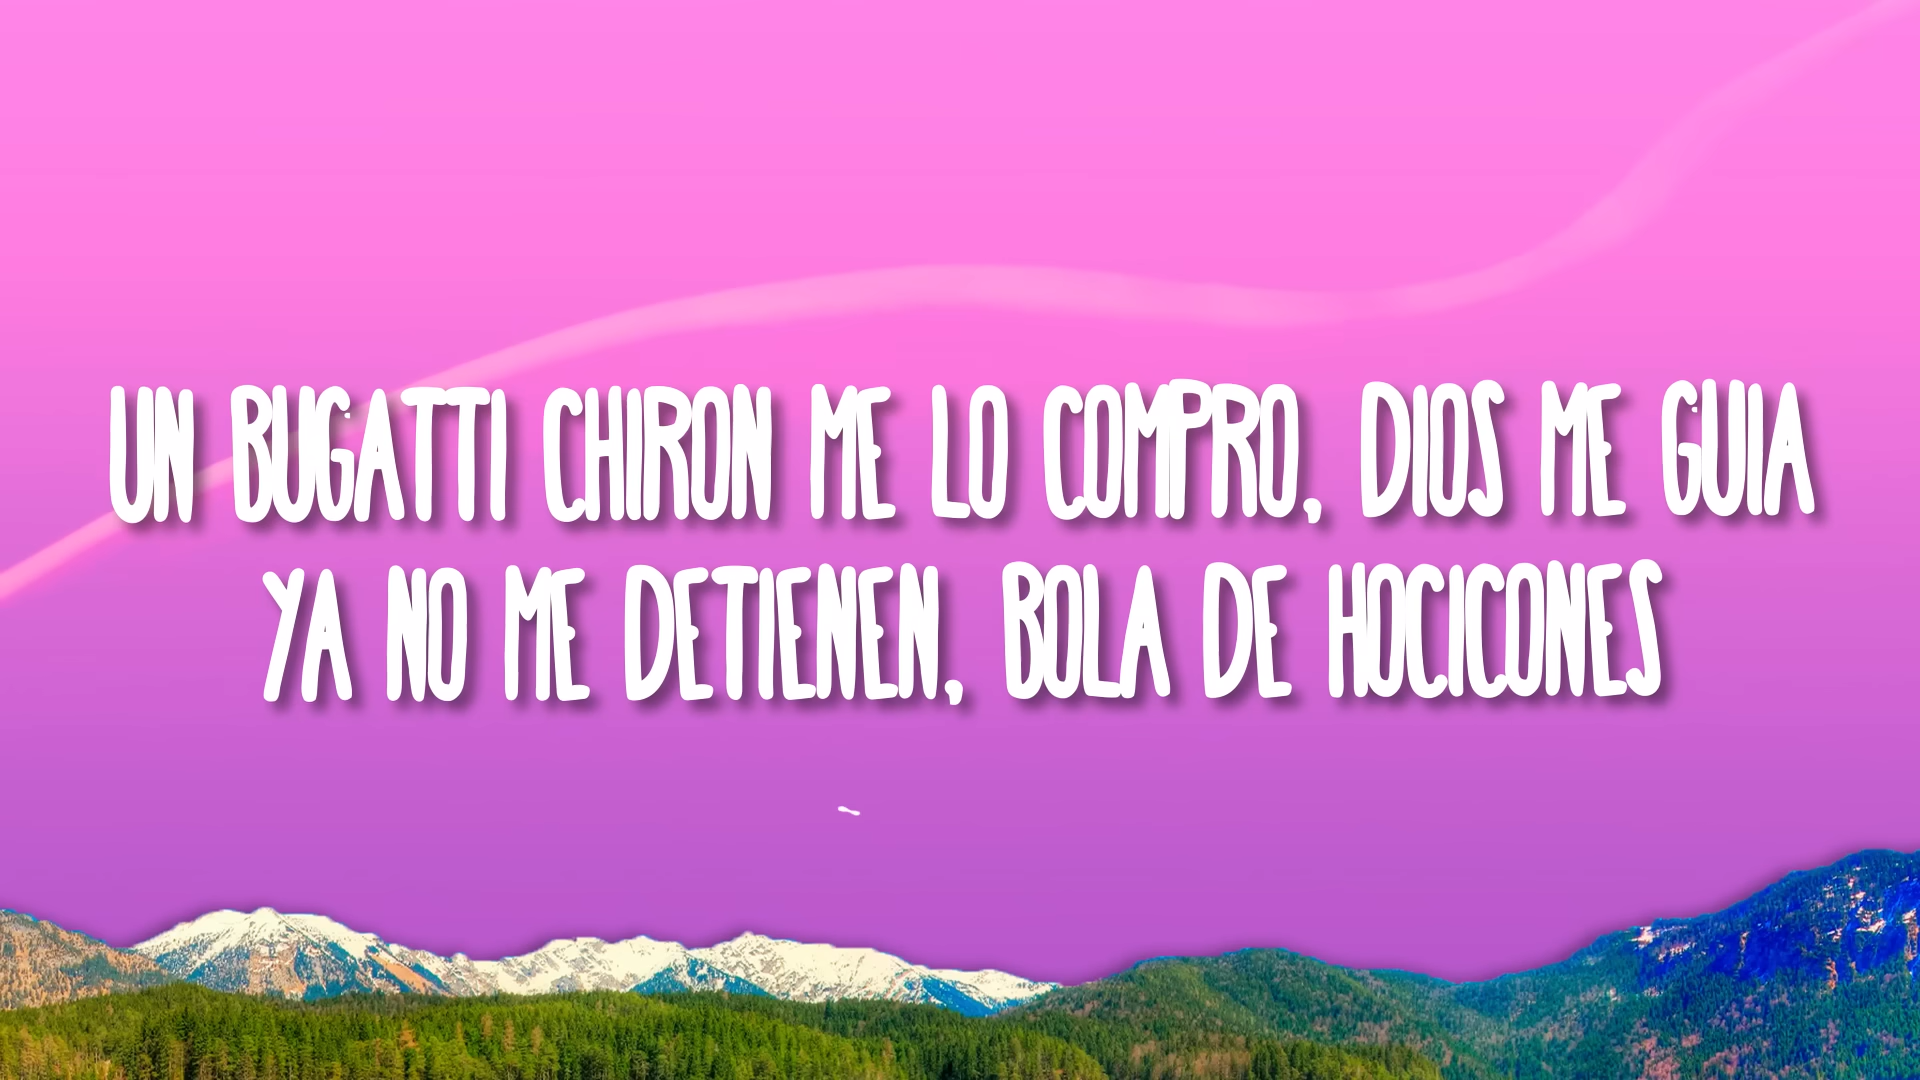 UN BUGATTI CHIRON ME LO COMPRO, DIOS ME GUIA
YA NO ME DETIENEN, BOLA DE HOCICONES